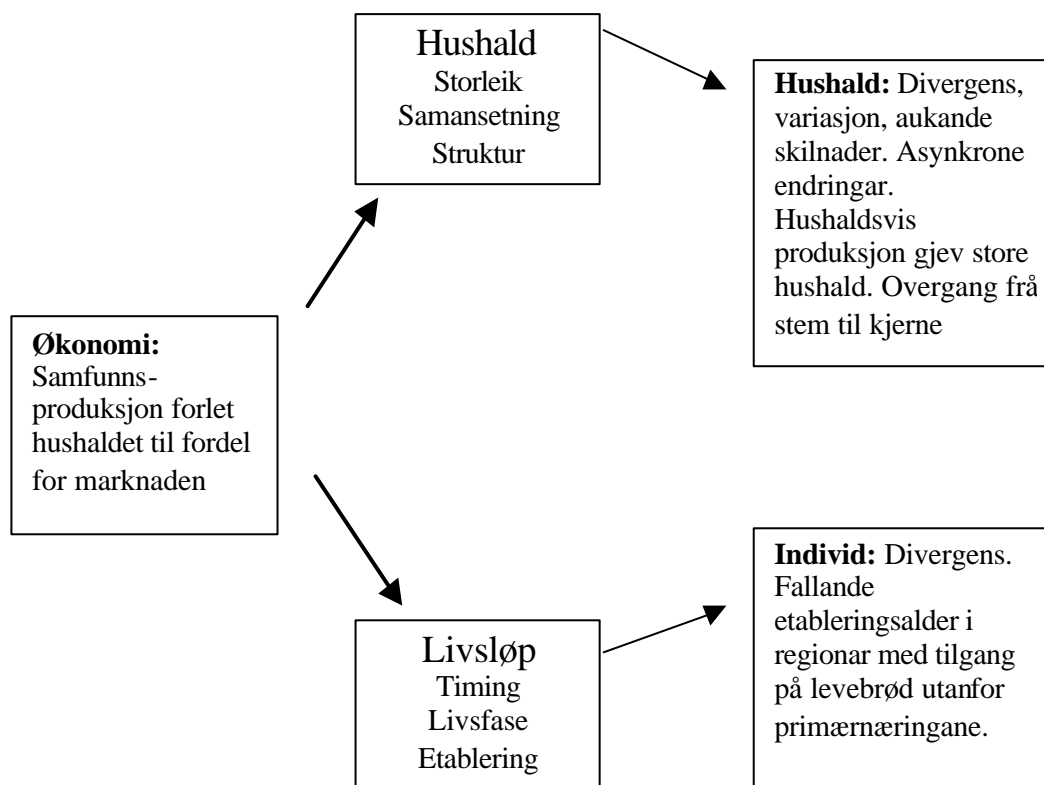 Hushald
Storleik
Samansetning
Struktur
Hushald: Divergens,
variasjon, aukande
skilnader. Asynkrone
endringar.
Hushaldsvis
produksjon gjev store
hushald. Overgang frå
stem til kjerne
Økonomi:
Samfunns-
produksjon forlet
hushaldet til fordel
for marknaden
Livsløp
Timing
Livsfase
Etablering
Individ: Divergens.
Fallande
etableringsalder i
regionar med tilgang
på levebrød utanfor
primærnæringane.